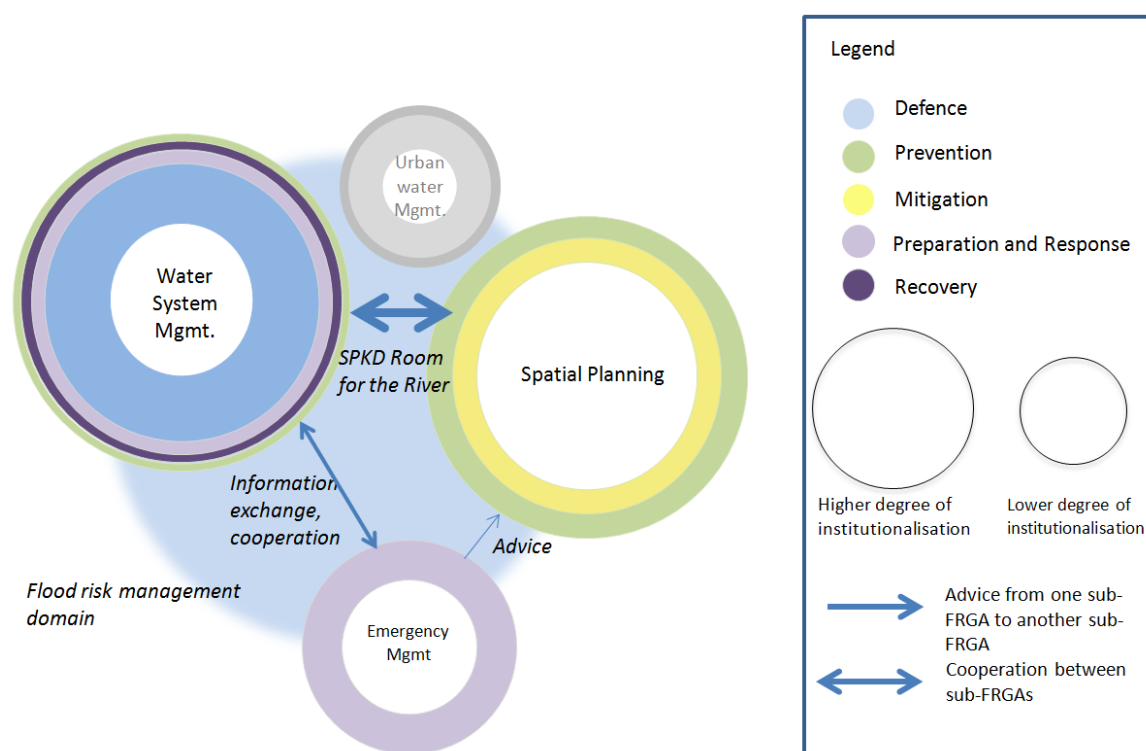 Urban
water
Mgmt.
Water
System
Mgmt.
SPKD Room
for the River
Spatial Planning
Information
exchange,
cooperation
Advice
Flood risk management
domain
Emergency
Mgmt
Legend
Defence
Prevention
Mitigation
Preparation and Response
Recovery
Higher degree of
institutionalisation
Lower degree of
institutionalisation
Advice from one sub-
FRGA to another sub-
FRGA
Cooperation between
sub-FRGAs